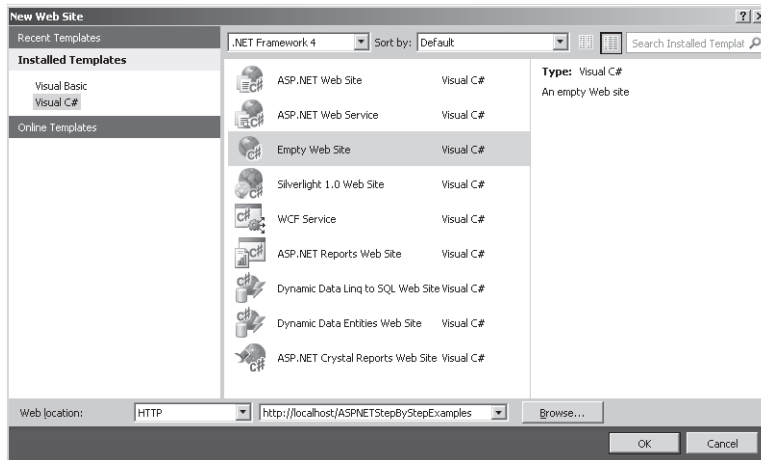 New Web Site
Recent Templates
Installed Templates
Visual Basic
Visual C#
Online Templates
.NET Framework 4
Sort by: Default
Search Installed Templat
ASP.NET Web Site Visual C#
ASP.NET Web Service Visual C#
Empty Web Site Visual C#
Silverlight 1.0 Web Site Visual C#
WCF Service Visual C#
ASP.NET Reports Web Site Visual C#
Dynamic Data Linq to SQL Web Site Visual C#
Dynamic Data Entities Web Site Visual C#
ASP.NET Crystal Reports Web Site Visual C#
Type: Visual C#
An empty Web site
Web location: HTTP http://localhost/ASPNETStepByStepExamples Browse...
OK Cancel